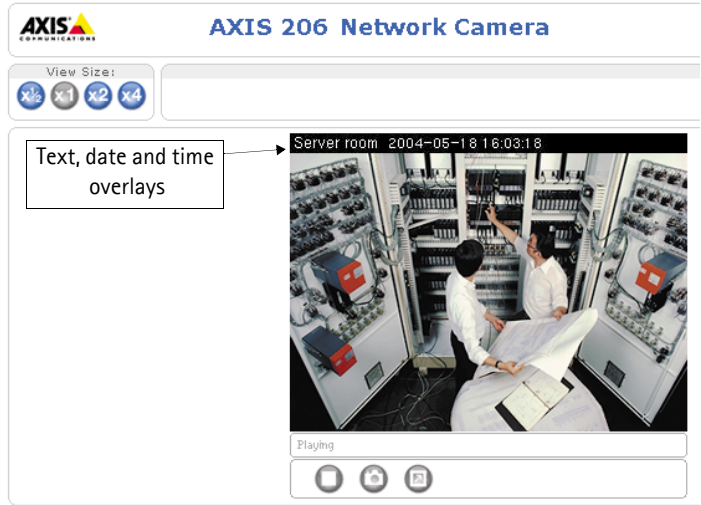 AXIS
COMMUNICATIONS
AXIS 206 Network Camera
View Size:
x½ x1 x2 x4
Text, date and time
overlays
Server room 2004-05-18 16:03:18
Playing